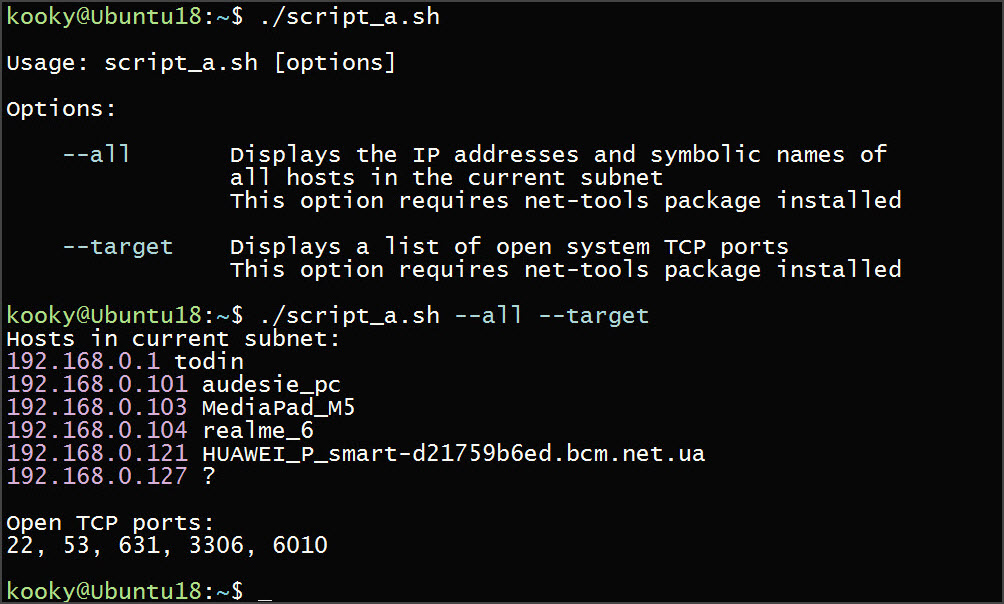 kooky@Ubuntu18:~$ ./script_a.sh
Usage: script_a.sh [options]
Options:
--all Displays the IP addresses and symbolic names of
all hosts in the current subnet
This option requires net-tools package installed
--target Displays a list of open system TCP ports
This option requires net-tools package installed
kooky@Ubuntu18:~$ ./script_a.sh --all --target
Hosts in current subnet:
192.168.0.1 todin
192.168.0.101 audesie_pc
192.168.0.103 MediaPad_M5
192.168.0.104 realme_6
192.168.0.121 HUAWEI_P_smart-d21759b6ed.bcm.net.ua
192.168.0.127 ?
Open TCP ports:
22, 53, 631, 3306, 6010
kooky@Ubuntu18:~$ _